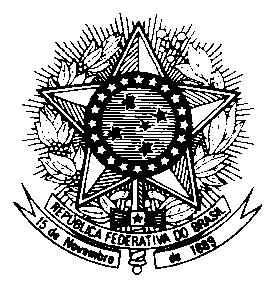 REPÚBLICA FEDERATIVA DO BRASIL
15 de Novembro de 1889